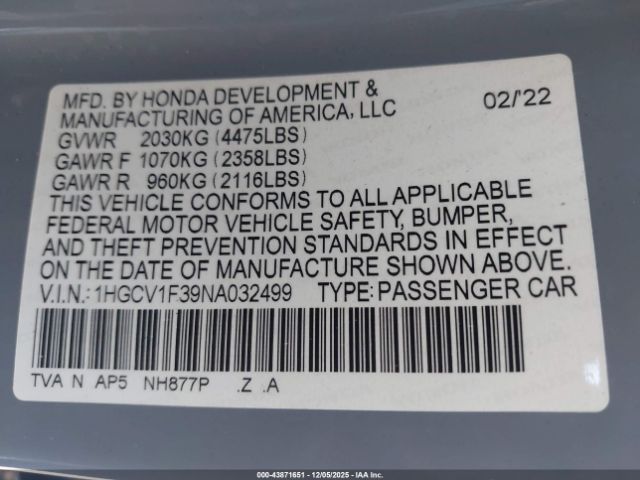 MFD. BY HONDA DEVELOPMENT &
MANUFACTURING OF AMERICA, LLC 02/'22
GVWR 2030KG (4475LBS)
GAWR F 1070KG (2358LBS)
GAWR R 960KG (2116LBS)
THIS VEHICLE CONFORMS TO ALL APPLICABLE
FEDERAL MOTOR VEHICLE SAFETY, BUMPER,
AND THEFT PREVENTION STANDARDS IN EFFECT
ON THE DATE OF MANUFACTURE SHOWN ABOVE.
V.I.N.: 1HGCV1F39NA032499 TYPE: PASSENGER CAR
TVA N AP5 NH877P .Z .A
000-43871651 | 12/05/2025 - IAA Inc.